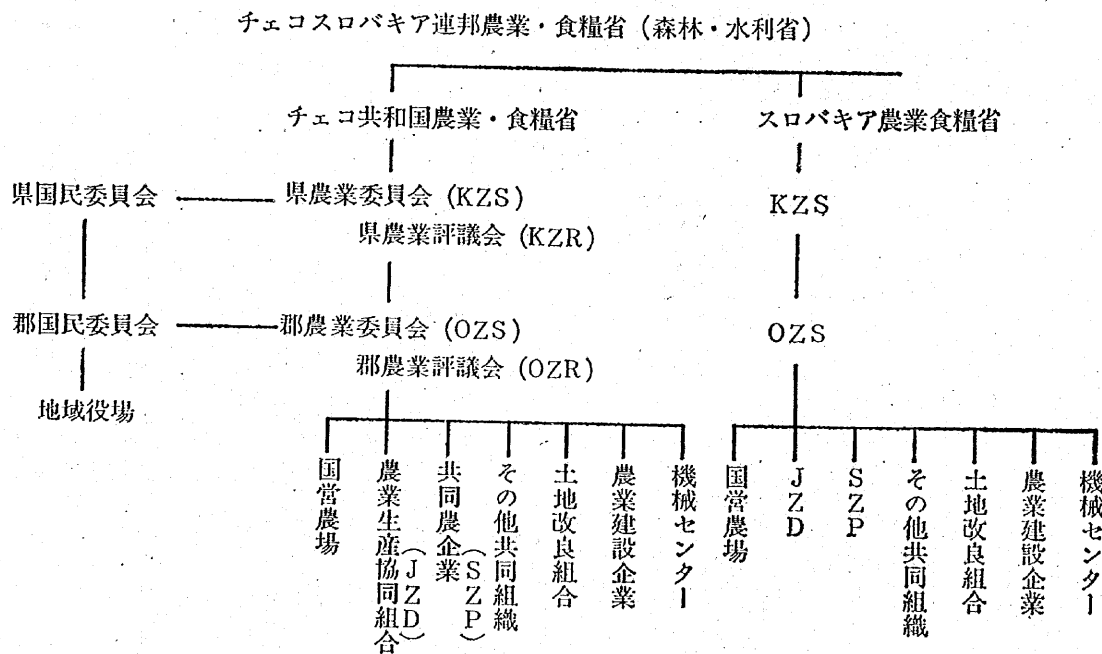 チェコスロバキア連邦農業・食糧省 (森林・水利省)
チェコ共和国農業・食糧省
スロバキア農業食糧省
県国民委員会
県農業委員会 (KZS)
KZS
県農業評議会 (KZR)
郡国民委員会
郡農業委員会 (OZS)
OZS
郡農業評議会 (OZR)
地域役場
国営農場
農業生産協同組合
(JZD)
共同農企業
(SZP)
その他共同組織
土地改良組合
農業建設企業
機械センター
国営農場
JZD
SZP
その他共同組織
土地改良組合
農業建設企業
機械センター